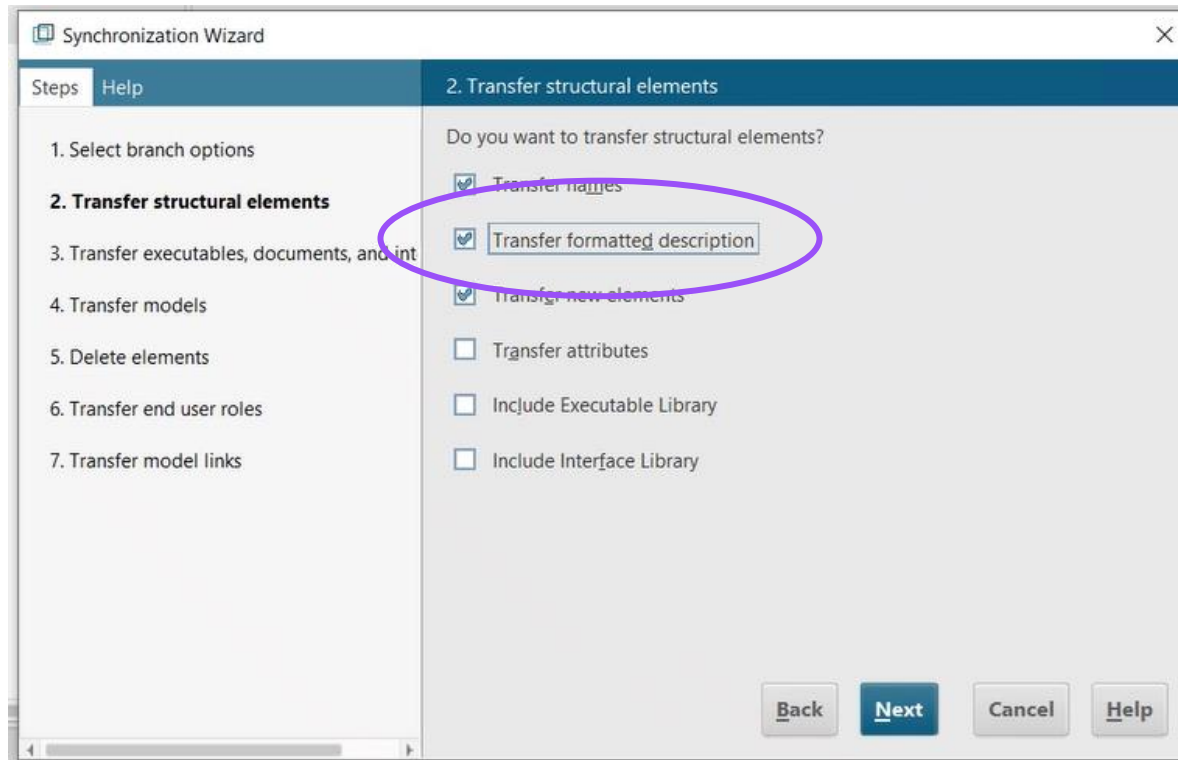 Synchronization Wizard
Steps Help
1. Select branch options
2. Transfer structural elements
3. Transfer executables, documents, and int
4. Transfer models
5. Delete elements
6. Transfer end user roles
7. Transfer model links
2. Transfer structural elements
Do you want to transfer structural elements?
Transfer names
Transfer formatted description
Transfer new elements
Transfer attributes
Include Executable Library
Include Interface Library
Back Next Cancel Help